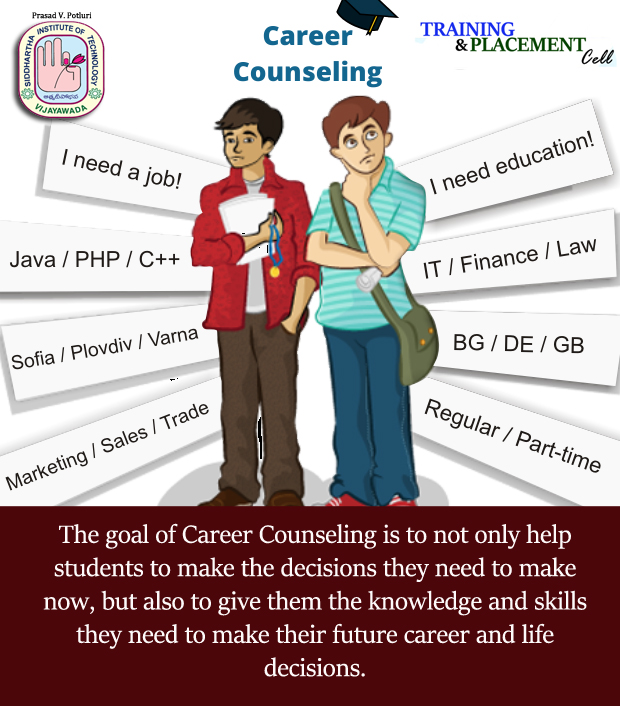 Prasad V. Potluri
SIDDHARTHA INSTITUTE OF TECHNOLOGY
VIJAYAWADA
Career
Counseling
TRAINING
&PLACEMENT
Cell
I need a job!
I need education!
Java / PHP / C++
IT / Finance / Law
Sofia / Plovdiv / Varna
BG / DE / GB
Marketing / Sales / Trade
Regular / Part-time
The goal of Career Counseling is to not only help
students to make the decisions they need to make
now, but also to give them the knowledge and skills
they need to make their future career and life
decisions.